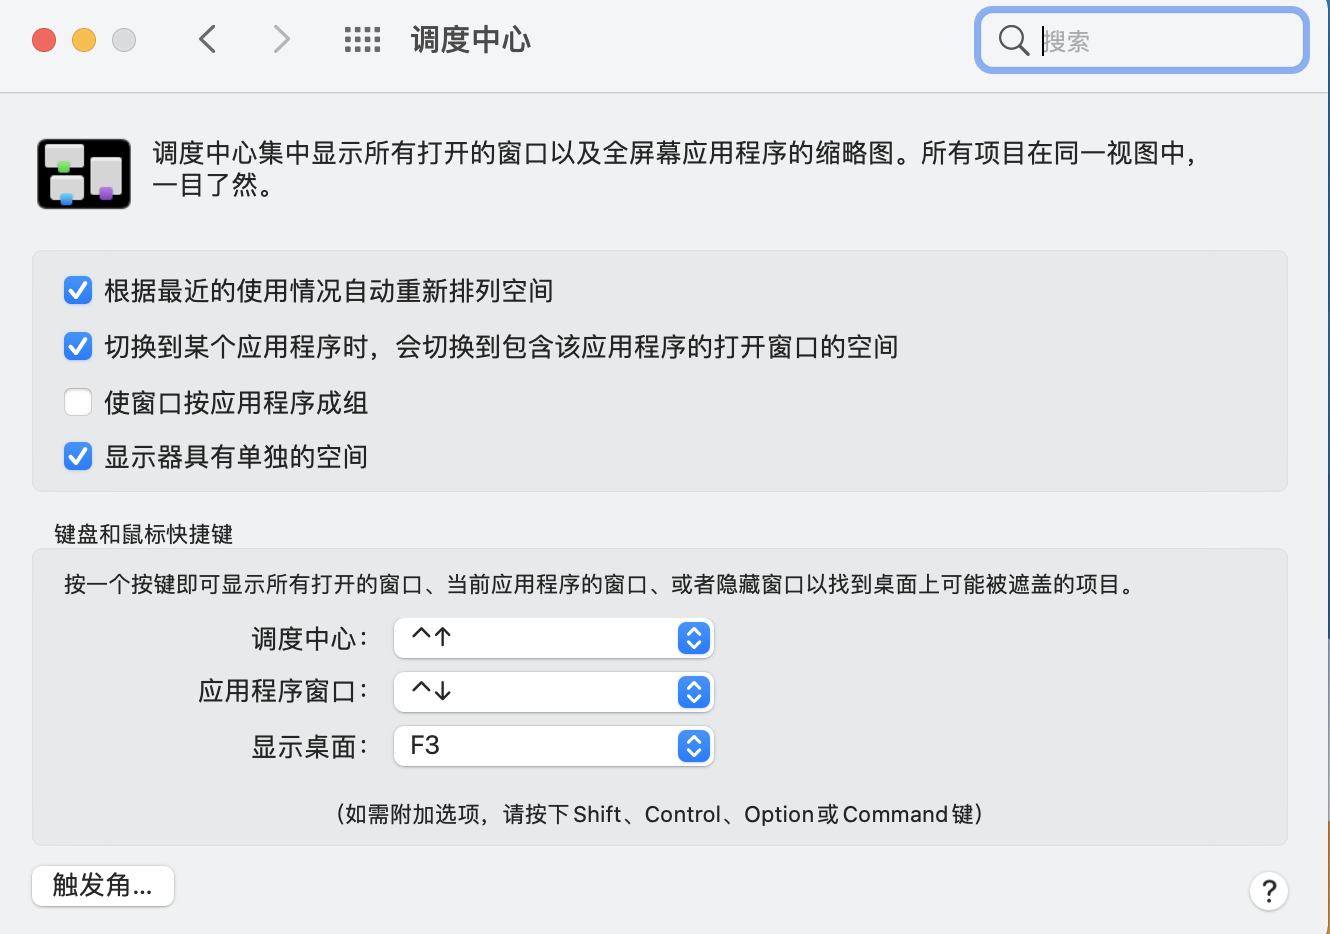 调度中心
搜索
调度中心集中显示所有打开的窗口以及全屏幕应用程序的缩略图。所有项目在同一视图中，
一目了然。
根据最近的使用情况自动重新排列空间
切换到某个应用程序时，会切换到包含该应用程序的打开窗口的空间
使窗口按应用程序成组
显示器具有单独的空间
键盘和鼠标快捷键
按一个按键即可显示所有打开的窗口、当前应用程序的窗口、或者隐藏窗口以找到桌面上可能被遮盖的项目。
调度中心： ^↑
应用程序窗口： ^↓
显示桌面： F3
（如需附加选项，请按下 Shift、Control、Option 或 Command 键）
触发角...
?